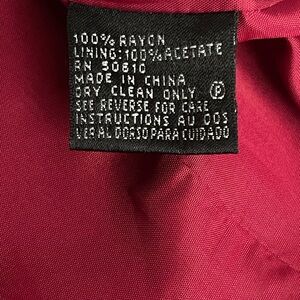 100% RAYON
LINING:100% ACETATE
RN 50610
MADE IN CHINA
DRY CLEAN ONLY Ⓟ
SEE REVERSE FOR CARE
INSTRUCTIONS AU DOS
VER AL DORSO PARA CUIDADO